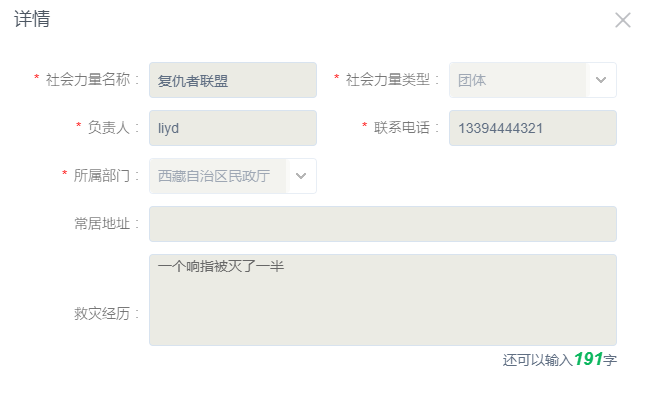 详情
* 社会力量名称： 复仇者联盟 * 社会力量类型： 团体
* 负责人： liyd * 联系电话： 13394444321
* 所属部门： 西藏自治区民政厅
常居地址：
一个响指被灭了一半
救灾经历：
还可以输入191字